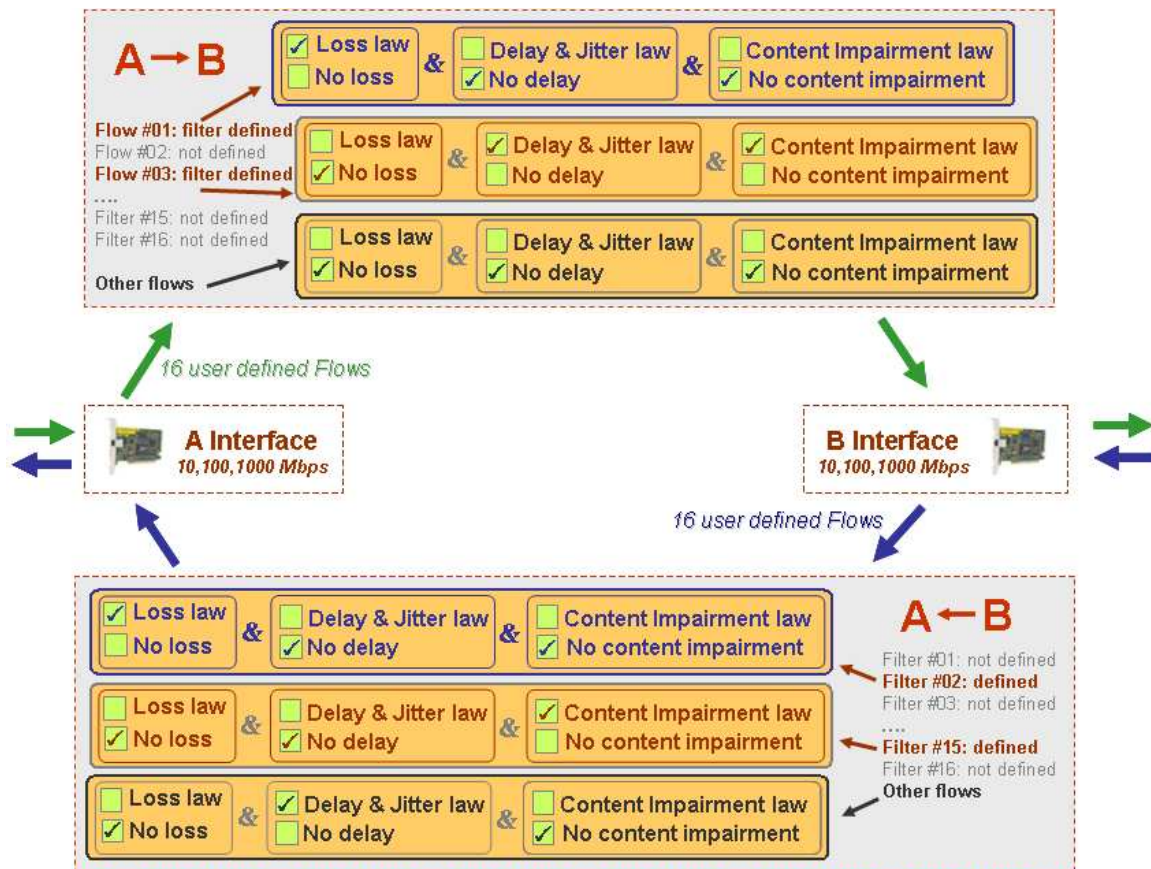 A → B
✓ Loss law & Delay & Jitter law & Content Impairment law
No loss ✓ No delay ✓ No content impairment
Flow #01: filter defined
Flow #02: not defined
Flow #03: filter defined
....
Filter #15: not defined
Filter #16: not defined
Other flows
Loss law & ✓ Delay & Jitter law & ✓ Content Impairment law
✓ No loss No delay No content impairment
Loss law & Delay & Jitter law & Content Impairment law
✓ No loss ✓ No delay ✓ No content impairment
16 user defined Flows
A Interface
10,100,1000 Mbps
B Interface
10,100,1000 Mbps
16 user defined Flows
✓ Loss law & Delay & Jitter law & Content Impairment law
No loss ✓ No delay ✓ No content impairment
Loss law & Delay & Jitter law & ✓ Content Impairment law
✓ No loss ✓ No delay No content impairment
Loss law & ✓ Delay & Jitter law & Content Impairment law
✓ No loss No delay ✓ No content impairment
A ← B
Filter #01: not defined
Filter #02: defined
Filter #03: not defined
....
Filter #15: defined
Filter #16: not defined
Other flows